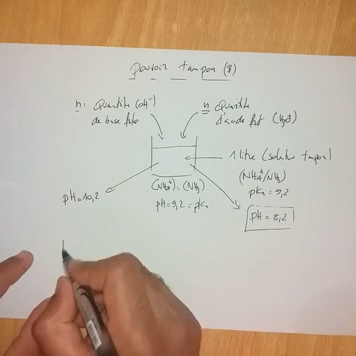 Pouvoir tampon (β)
n: Quantité (OH⁻)
de base forte
n Quantité
d'acide fort (H₃O⁺)
1 litre (solution tampon)
(NH₄⁺/NH₃)
pKa = 9,2
(NH₄⁺) = (NH₃)
pH = 9,2 = pKa
pH = 10,2
pH = 8,2